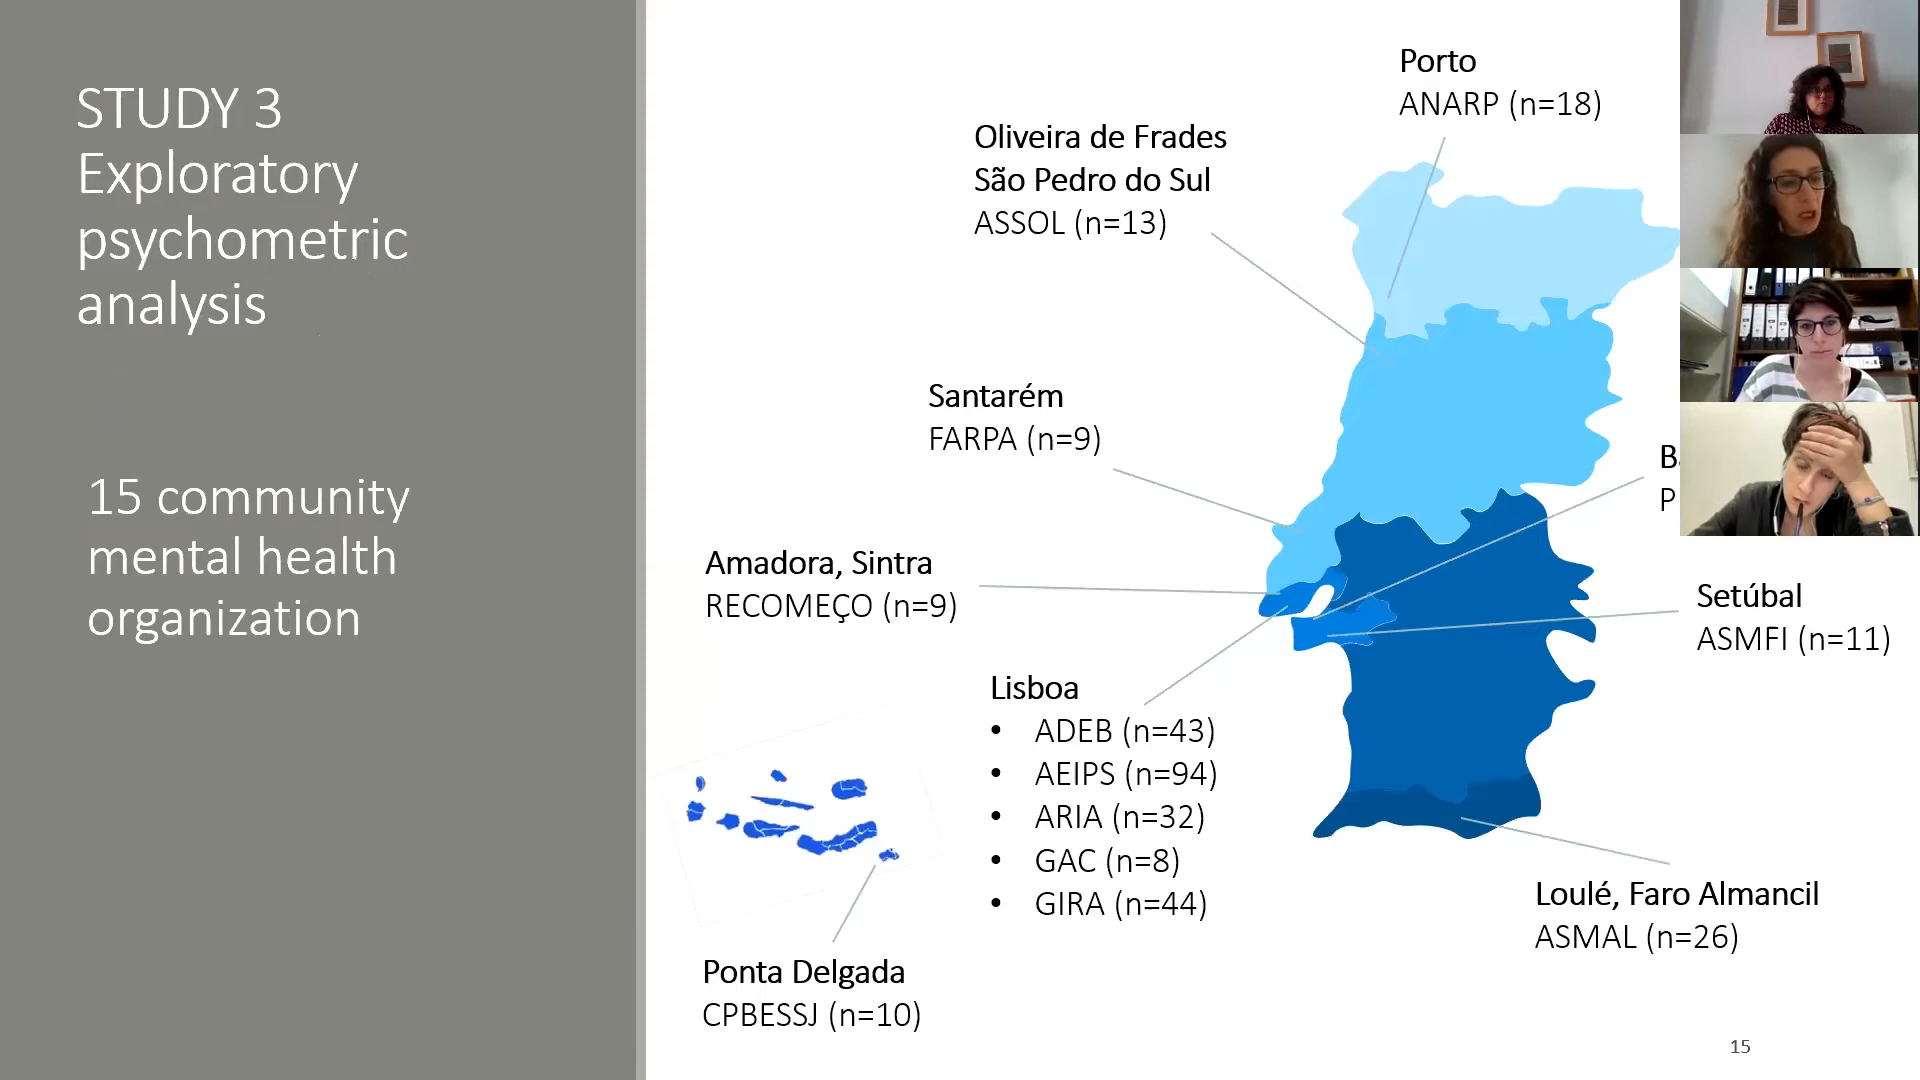 STUDY 3
Exploratory
psychometric
analysis
15 community
mental health
organization
Porto
ANARP (n=18)
Oliveira de Frades
São Pedro do Sul
ASSOL (n=13)
Santarém
FARPA (n=9)
B
P
Amadora, Sintra
RECOMEÇO (n=9)
Setúbal
ASMFI (n=11)
Lisboa
• ADEB (n=43)
• AEIPS (n=94)
• ARIA (n=32)
• GAC (n=8)
• GIRA (n=44)
Loulé, Faro Almancil
ASMAL (n=26)
Ponta Delgada
CPBESSJ (n=10)
15